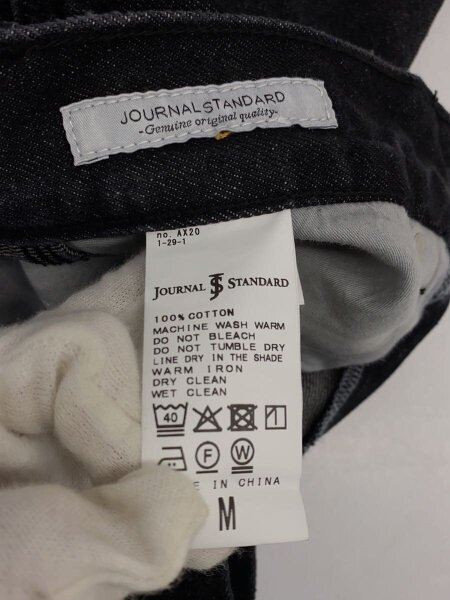 JOURNAL STANDARD
-Genuine original quality-
no. AX20
1-29-1
JOURNAL JS STANDARD
100% COTTON
MACHINE WASH WARM
DO NOT BLEACH
DO NOT TUMBLE DRY
LINE DRY IN THE SHADE
WARM IRON
DRY CLEAN
WET CLEAN
40
F W
E IN CHINA
M